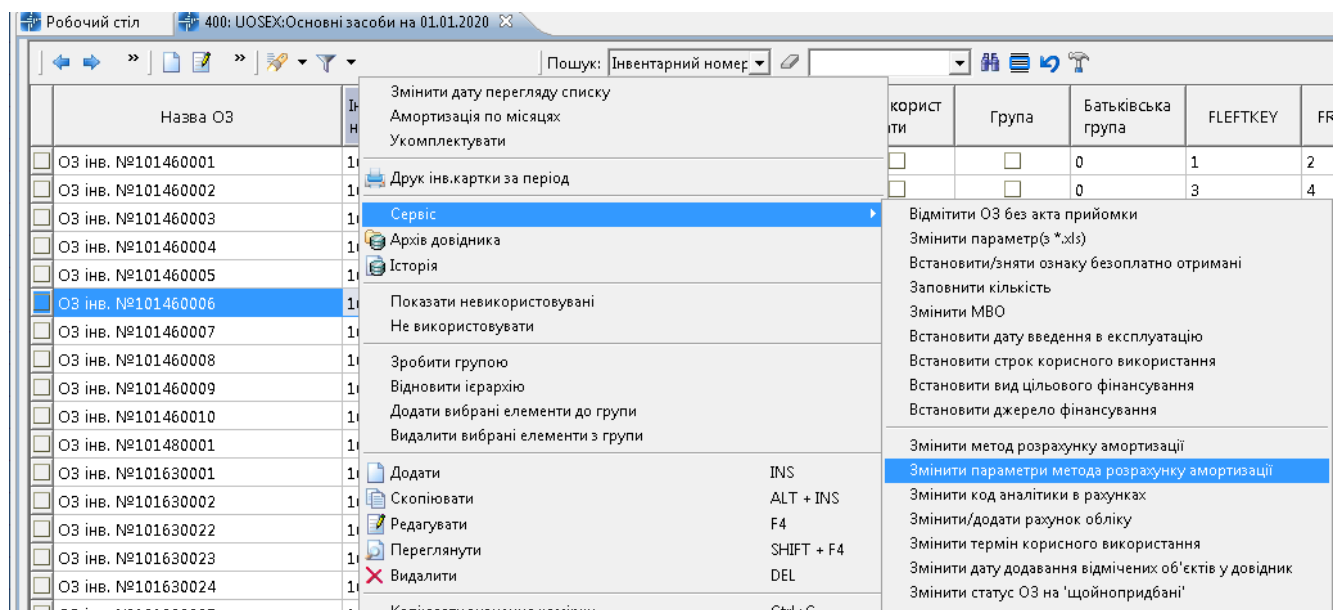 Робочий стіл
400: UOSEX:Основні засоби на 01.01.2020
Пошук: Інвентарний номер
Назва ОЗ
Група
Батьківська група
FLEFTKEY
ОЗ інв. №101460001
0 1 2
ОЗ інв. №101460002
0 3 4
ОЗ інв. №101460003
ОЗ інв. №101460004
ОЗ інв. №101460005
ОЗ інв. №101460006
ОЗ інв. №101460007
ОЗ інв. №101460008
ОЗ інв. №101460009
ОЗ інв. №101460010
ОЗ інв. №101480001
ОЗ інв. №101630001
ОЗ інв. №101630002
ОЗ інв. №101630022
ОЗ інв. №101630023
ОЗ інв. №101630024
Змінити дату перегляду списку
Амортизація по місяцях
Укомплектувати
Друк інв.картки за період
Сервіс
Архів довідника
Історія
Показати невикористовувані
Не використовувати
Зробити групою
Відновити ієрархію
Додати вибрані елементи до групи
Видалити вибрані елементи з групи
Додати INS
Скопіювати ALT + INS
Редагувати F4
Переглянути SHIFT + F4
Видалити DEL
Відмітити ОЗ без акта прийомки
Змінити параметр(з *.xls)
Встановити/зняти ознаку безоплатно отримані
Заповнити кількість
Змінити МВО
Встановити дату введення в експлуатацію
Встановити строк корисного використання
Встановити вид цільового фінансування
Встановити джерело фінансування
Змінити метод розрахунку амортизації
Змінити параметри метода розрахунку амортизації
Змінити код аналітики в рахунках
Змінити/додати рахунок обліку
Змінити термін корисного використання
Змінити дату додавання відмічених об'єктів у довідник
Змінити статус ОЗ на 'щойнопридбані'